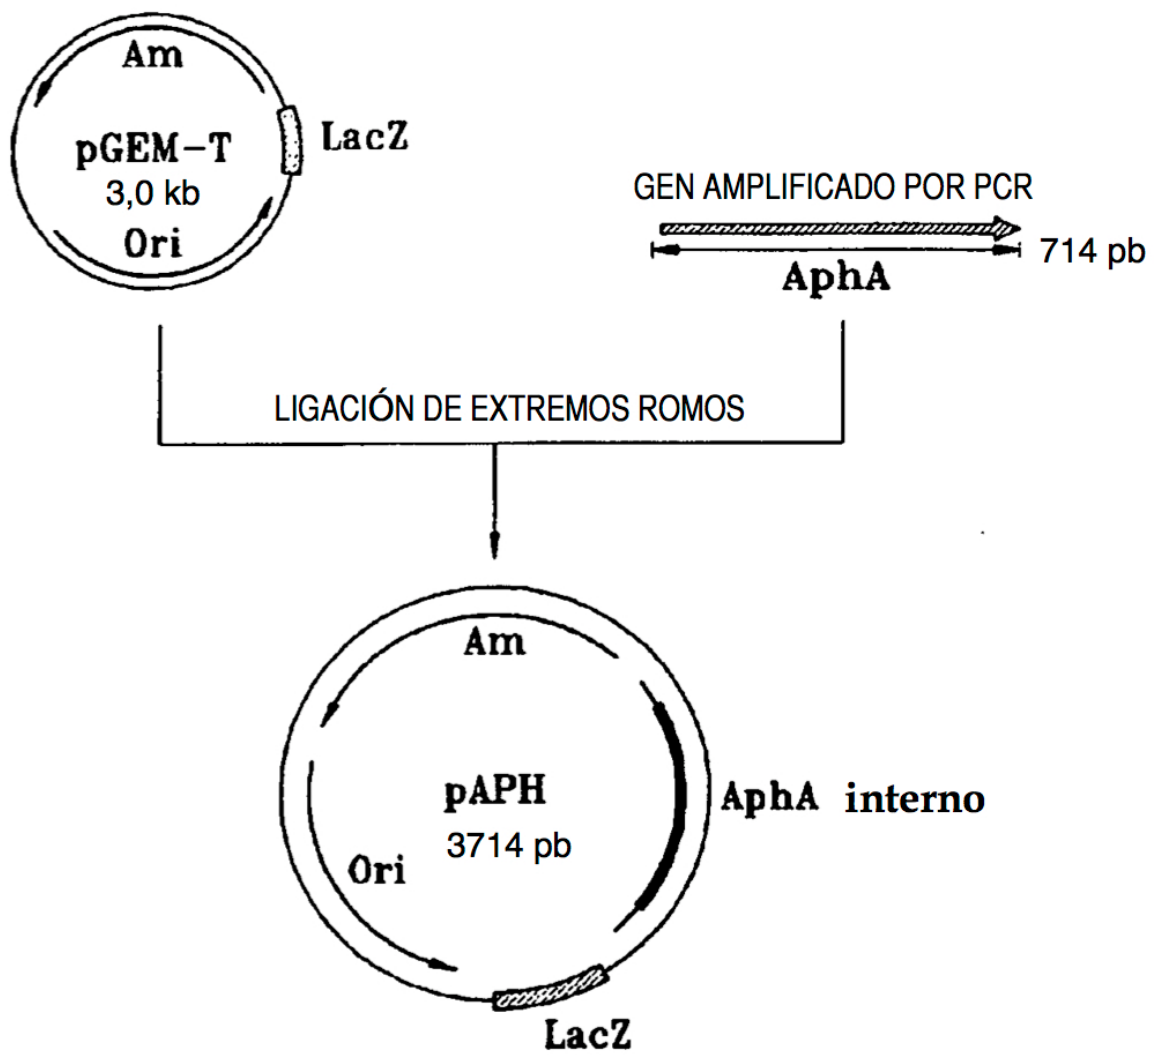 Am
pGEM-T
3,0 kb
Ori
LacZ
GEN AMPLIFICADO POR PCR
714 pb
AphA
LIGACIÓN DE EXTREMOS ROMOS
Am
pAPH
3714 pb
AphA interno
Ori
LacZ